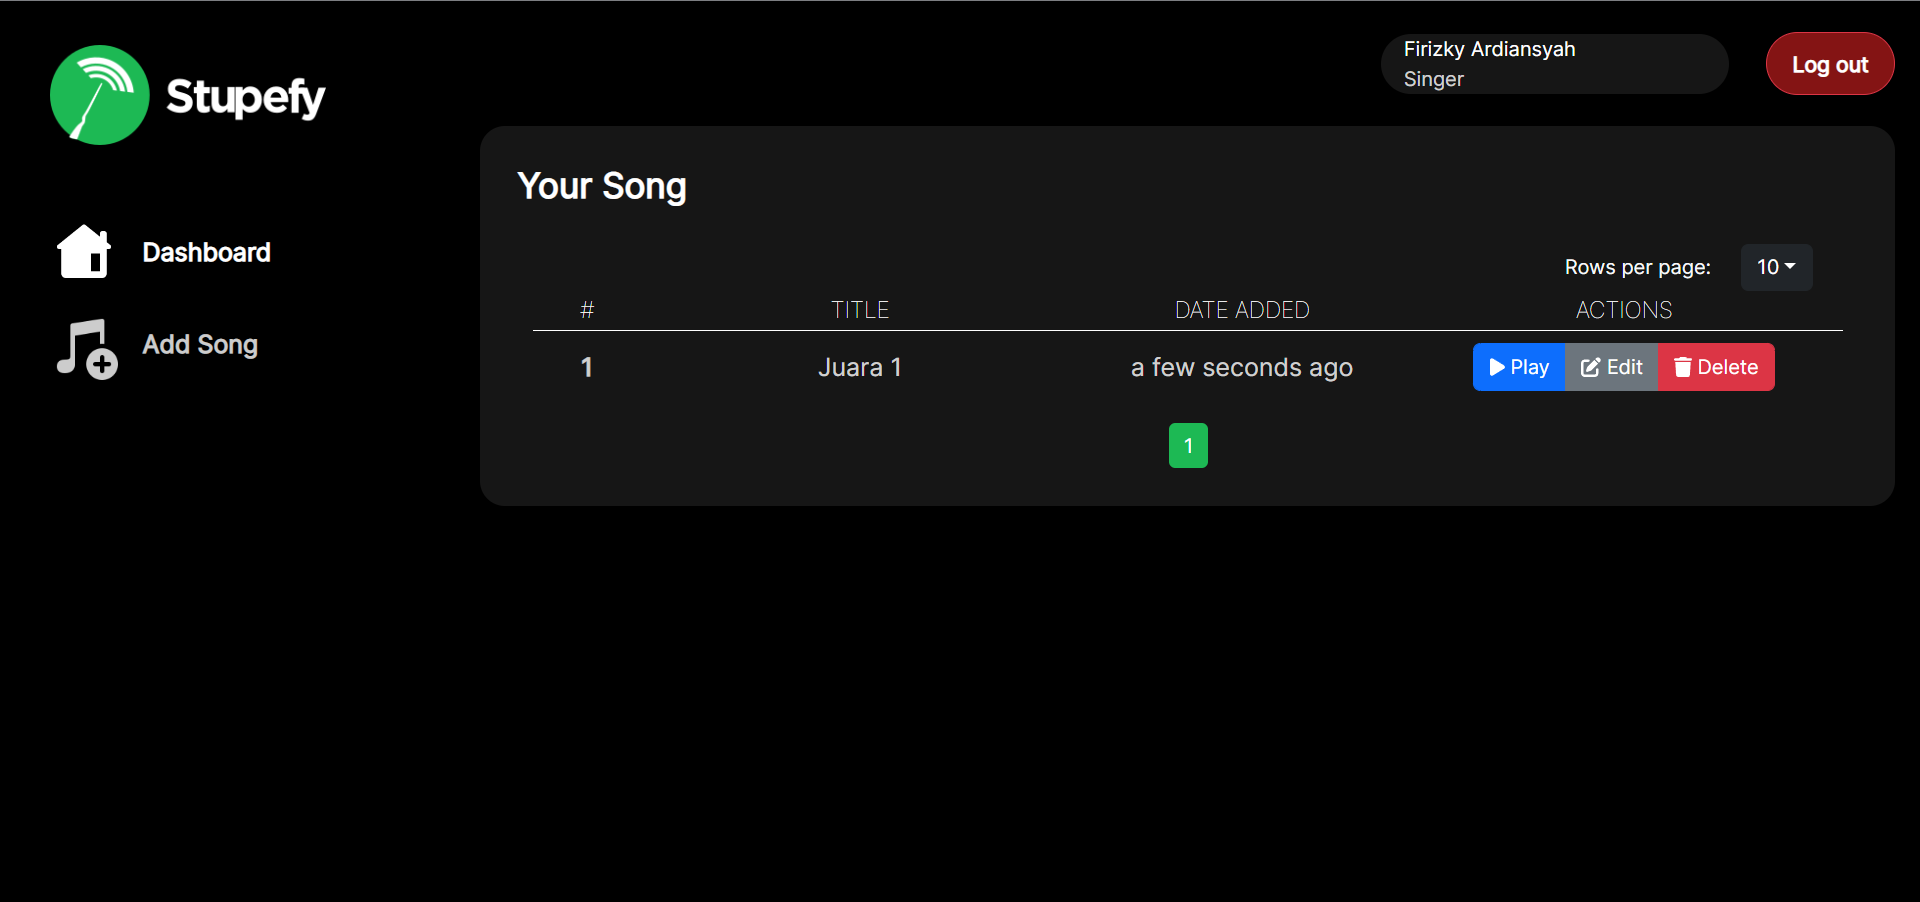 Stupefy
Firizky Ardiansyah
Singer
Log out
Dashboard
Add Song
Your Song
Rows per page: 10
# TITLE DATE ADDED ACTIONS
1 Juara 1 a few seconds ago Play Edit Delete
1